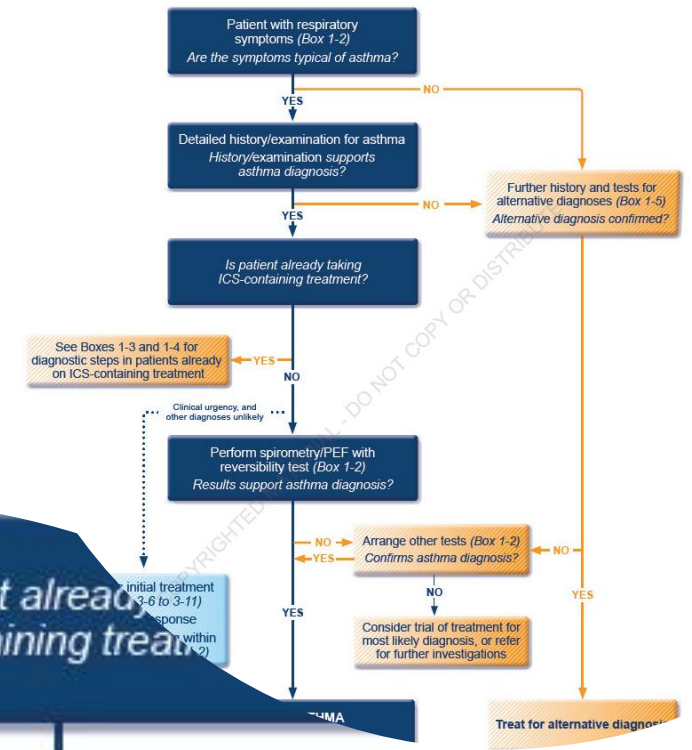 Patient with respiratory
symptoms (Box 1-2)
Are the symptoms typical of asthma?
NO
YES
Detailed history/examination for asthma
History/examination supports
asthma diagnosis?
Further history and tests for
alternative diagnoses (Box 1-5)
Alternative diagnosis confirmed?
NO
YES
Is patient already taking
ICS-containing treatment?
See Boxes 1-3 and 1-4 for
diagnostic steps in patients already
on ICS-containing treatment
YES
NO
Clinical urgency, and
other diagnoses unlikely
Perform spirometry/PEF with
reversibility test (Box 1-2)
Results support asthma diagnosis?
NO
YES
Arrange other tests (Box 1-2)
Confirms asthma diagnosis?
NO
YES
NO
YES
initial treatment
3-6 to 3-11)
within
Consider trial of treatment for
most likely diagnosis, or refer
for further investigations
Treat for alternative
already
- DO NOT COPY OR DISTRIBUTE